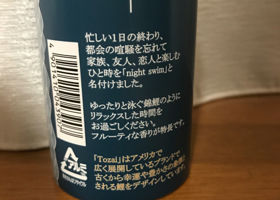 忙しい1日の終わり、
都会の喧騒を忘れて
家族、友人、恋人と楽しむ
ひと時を「night swim」と
名付けました。
ゆったりと泳ぐ錦鯉のように
リラックスした時間を
お過ごしください。
フルーティな香りが特長です。
「Tozai」はアメリカで
広く展開しているブランドで
古くから幸運や豊かさの象徴と
される鯉をデザインしています。
アルミ